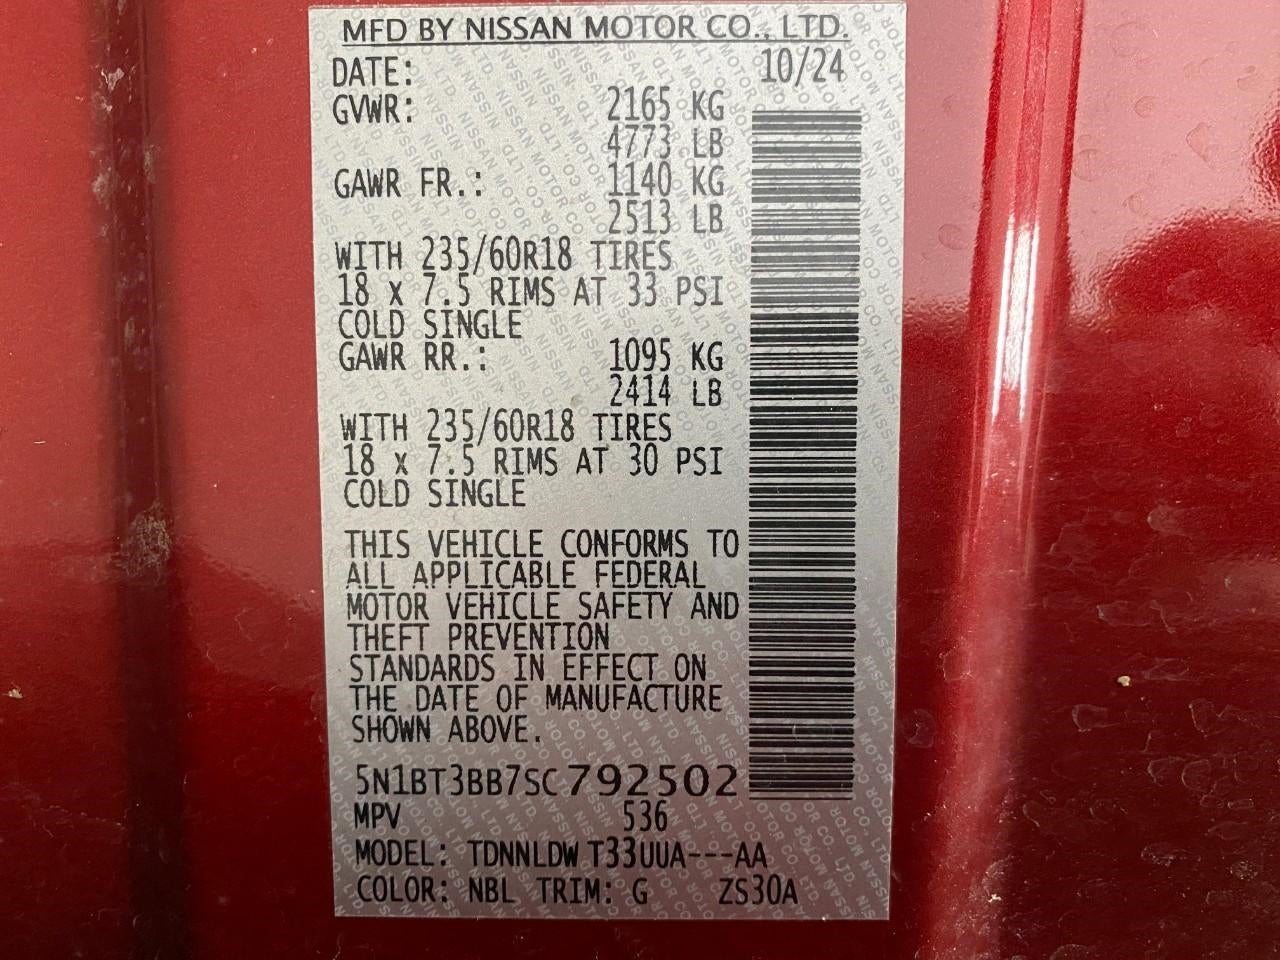 MFD BY NISSAN MOTOR CO., LTD.
DATE: 10/24
GVWR: 2165 KG
4773 LB
GAWR FR.: 1140 KG
2513 LB
WITH 235/60R18 TIRES
18 x 7.5 RIMS AT 33 PSI
COLD SINGLE
GAWR RR.: 1095 KG
2414 LB
WITH 235/60R18 TIRES
18 x 7.5 RIMS AT 30 PSI
COLD SINGLE
THIS VEHICLE CONFORMS TO
ALL APPLICABLE FEDERAL
MOTOR VEHICLE SAFETY AND
THEFT PREVENTION
STANDARDS IN EFFECT ON
THE DATE OF MANUFACTURE
SHOWN ABOVE.
5N1BT3BB7SC792502
MPV 536
MODEL: TDNNLDW T33UUA---AA
COLOR: NBL TRIM: G ZS30A